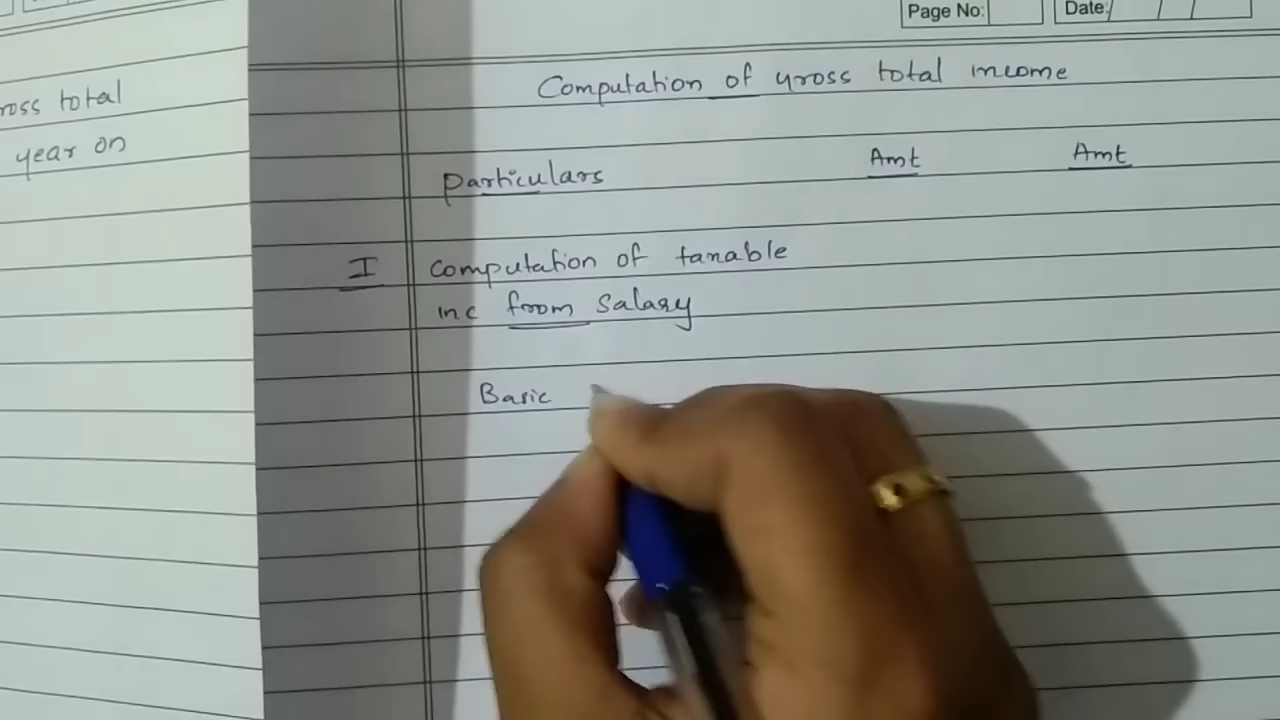 ross total
year on
Page No:
Date: / /
Computation of gross total income
particulars Amt Amt
I computation of taxable
inc from salary
Basic